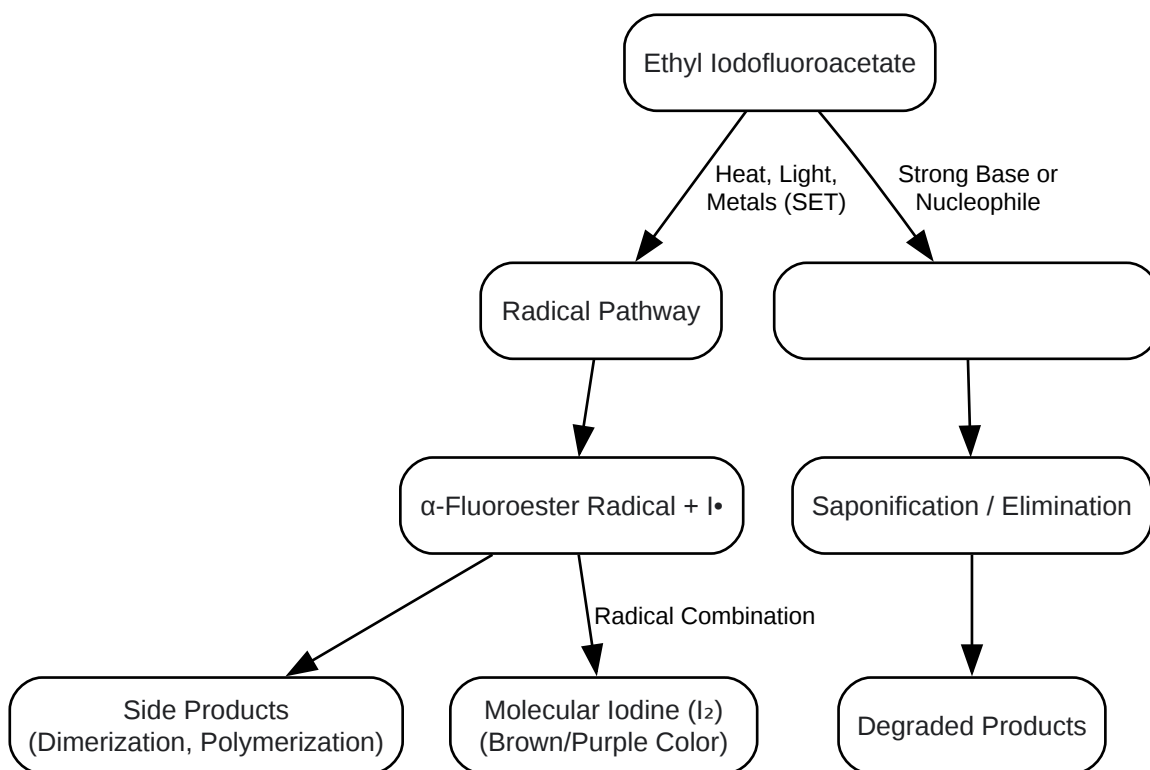 Ethyl Iodofluoroacetate
Heat, Light,
Metals (SET)
Strong Base or
Nucleophile
Radical Pathway
α-Fluoroester Radical + I•
Saponification / Elimination
Radical Combination
Side Products
(Dimerization, Polymerization)
Molecular Iodine (I₂)
(Brown/Purple Color)
Degraded Products